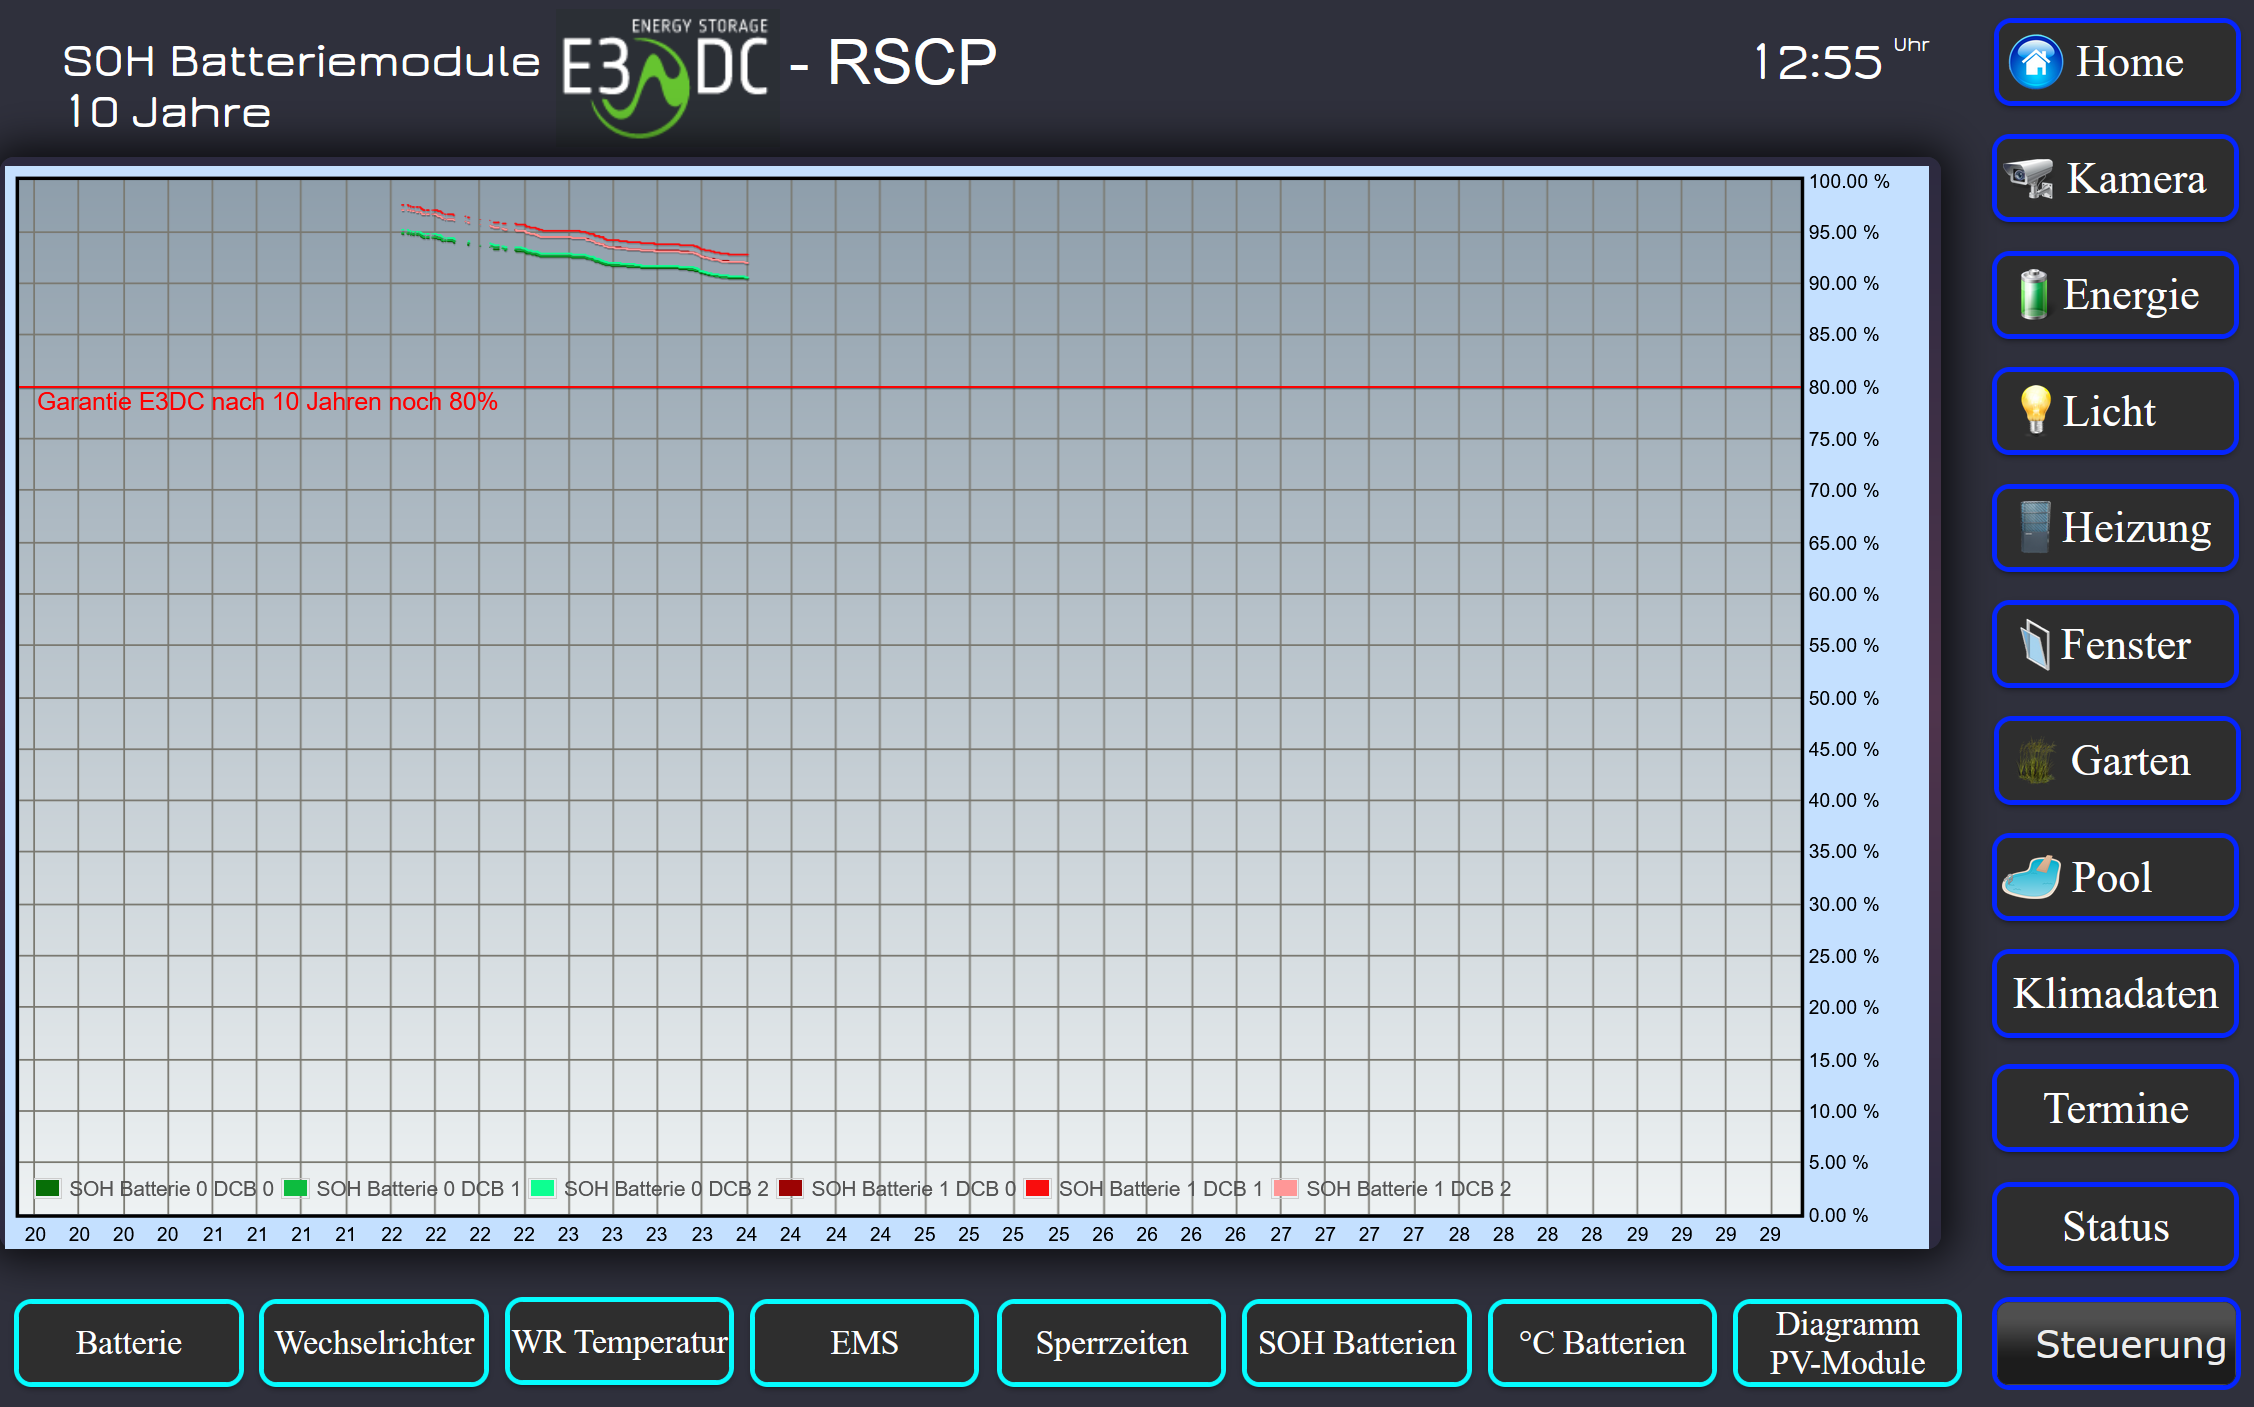 SOH Batteriemodule
10 Jahre
ENERGY STORAGE
E3DC
- RSCP
12:55 Uhr
Home
Kamera
Energie
Licht
Heizung
Fenster
Garten
Pool
Klimadaten
Termine
Status
Steuerung
100.00 %
95.00 %
90.00 %
85.00 %
80.00 %
75.00 %
70.00 %
65.00 %
60.00 %
55.00 %
50.00 %
45.00 %
40.00 %
35.00 %
30.00 %
25.00 %
20.00 %
15.00 %
10.00 %
5.00 %
0.00 %
Garantie E3DC nach 10 Jahren noch 80%
SOH Batterie 0 DCB 0 SOH Batterie 0 DCB 1 SOH Batterie 0 DCB 2 SOH Batterie 1 DCB 0 SOH Batterie 1 DCB 1 SOH Batterie 1 DCB 2
20 20 20 20 21 21 21 21 22 22 22 22 23 23 23 23 24 24 24 24 25 25 25 25 26 26 26 26 27 27 27 27 28 28 28 28 29 29 29 29
Batterie
Wechselrichter
WR Temperatur
EMS
Sperrzeiten
SOH Batterien
°C Batterien
Diagramm
PV-Module